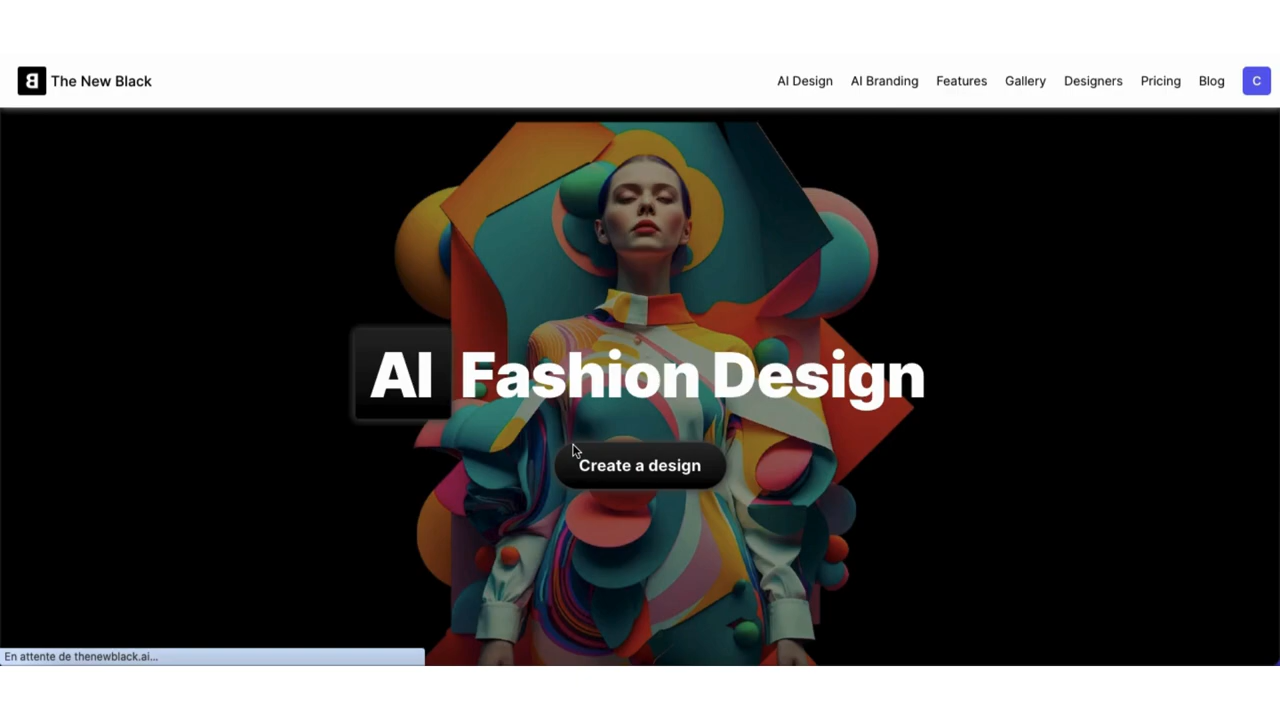 B The New Black
AI Design AI Branding Features Gallery Designers Pricing Blog C
AI Fashion Design
Create a design
En attente de thenewblack.ai...